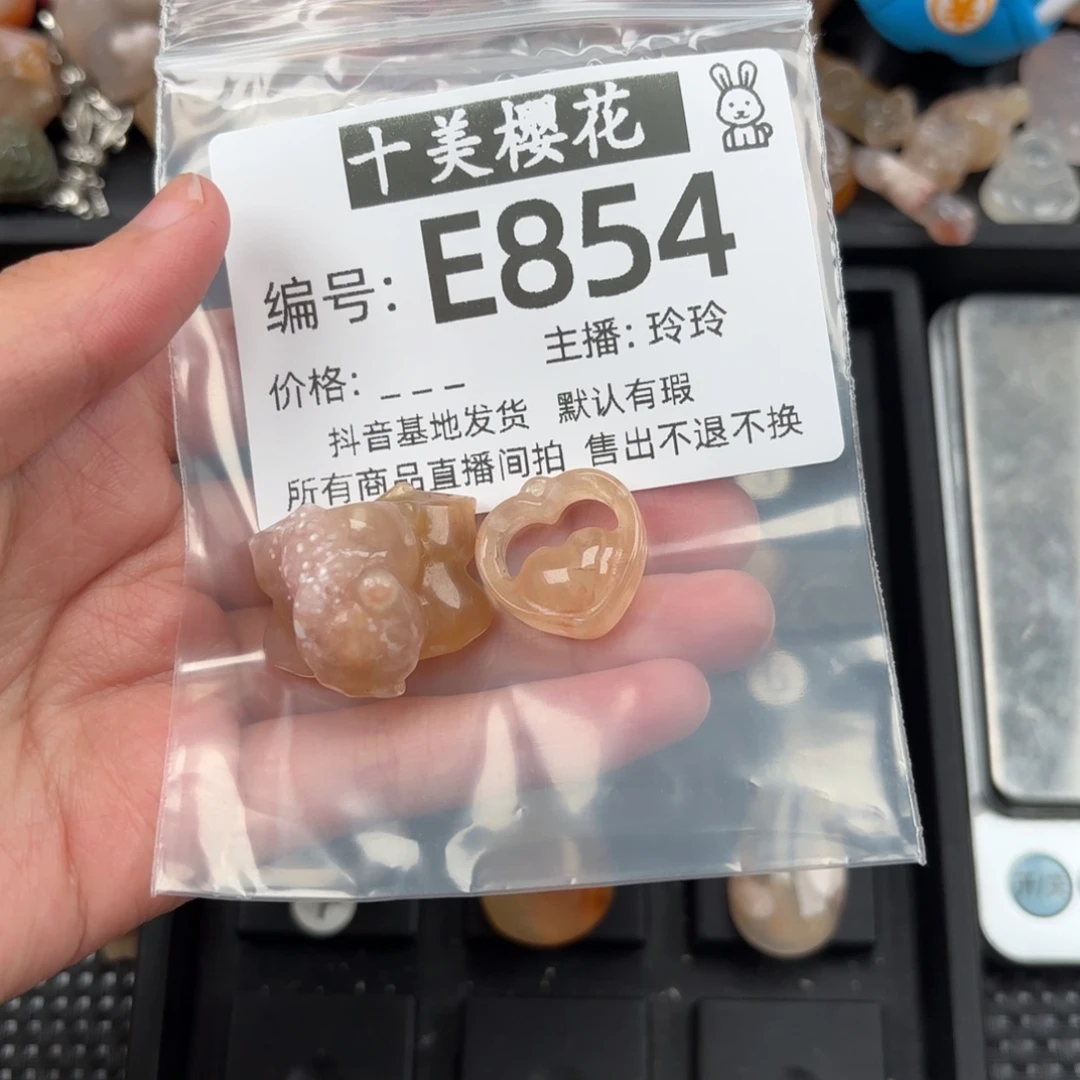 十美樱花
编号: E854
主播: 玲玲
价格: _ _ _
抖音基地发货 默认有瑕
所有商品直播间拍 售出不退不换